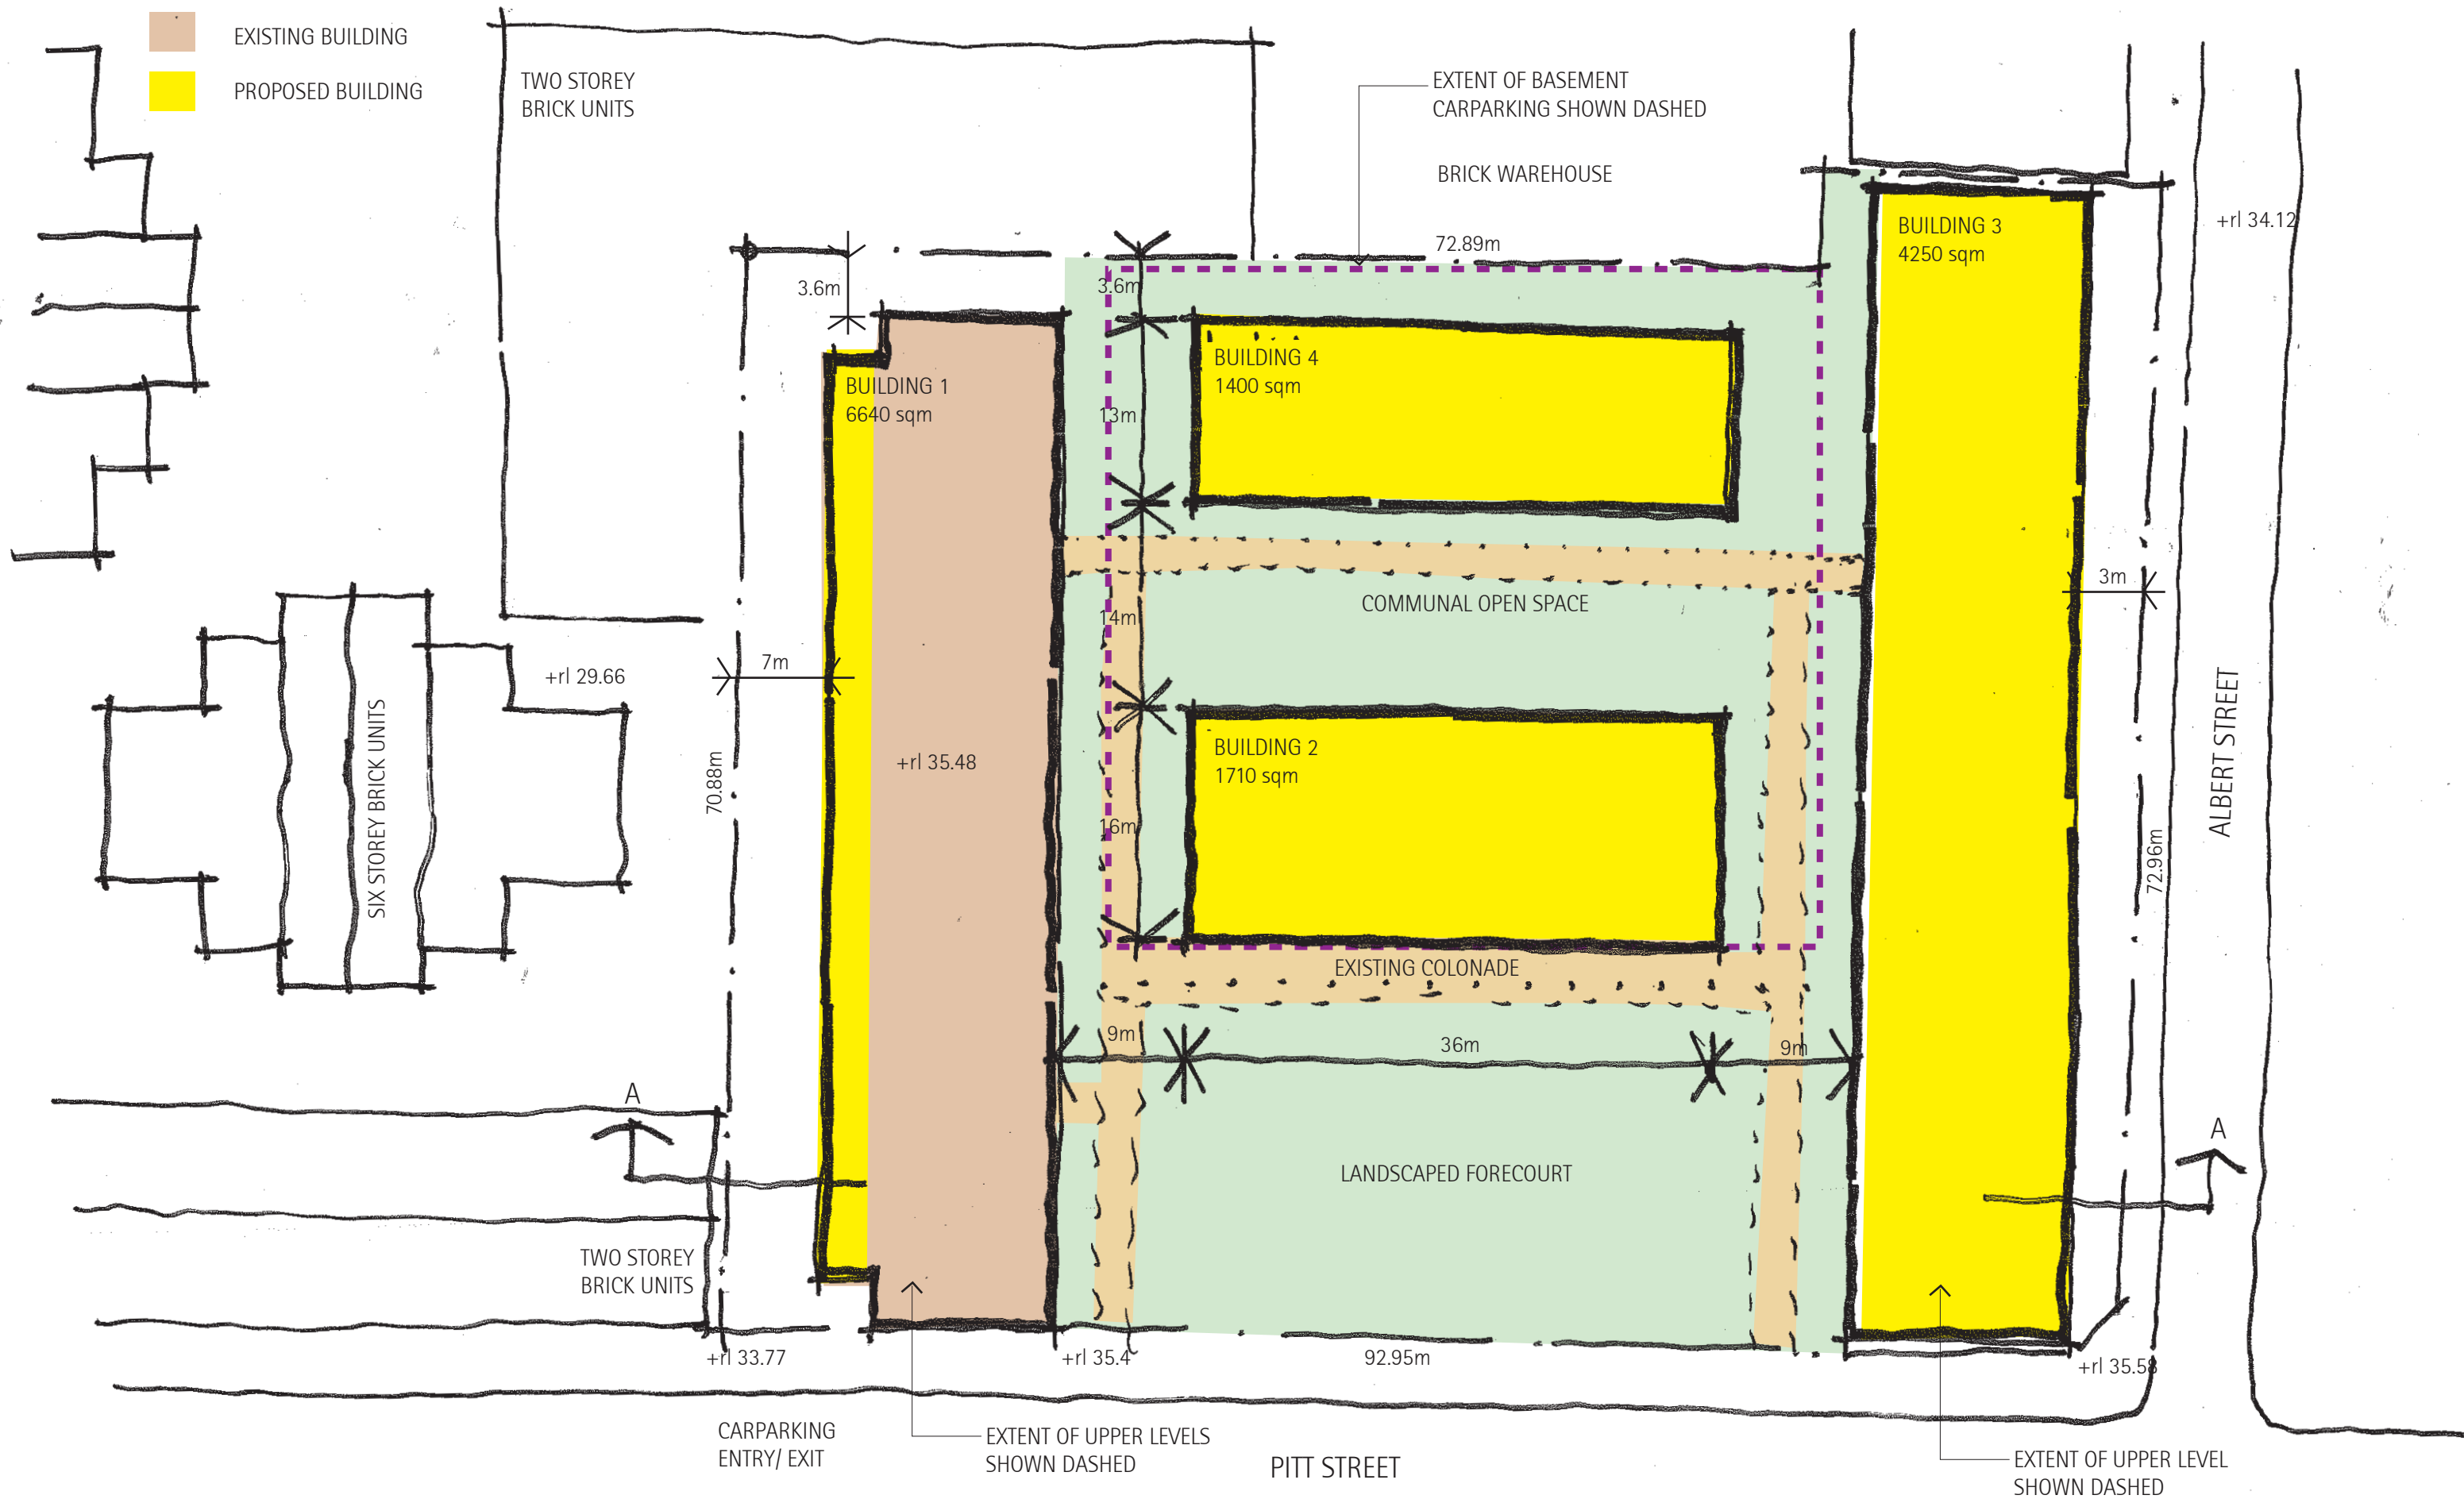 EXISTING BUILDING
PROPOSED BUILDING
TWO STOREY
BRICK UNITS
EXTENT OF BASEMENT
CARPARKING SHOWN DASHED
BRICK WAREHOUSE
+rl 34.12
BUILDING 3
4250 sqm
72.89m
3.6m
3.6m
BUILDING 4
1400 sqm
BUILDING 1
6640 sqm
13m
3m
COMMUNAL OPEN SPACE
14m
7m
+rl 29.66
SIX STOREY BRICK UNITS
70.88m
+rl 35.48
BUILDING 2
1710 sqm
16m
ALBERT STREET
72.96m
EXISTING COLONADE
9m
36m
9m
A
A
LANDSCAPED FORECOURT
TWO STOREY
BRICK UNITS
+rl 33.77
+rl 35.4
92.95m
+rl 35.58
CARPARKING
ENTRY/ EXIT
EXTENT OF UPPER LEVELS
SHOWN DASHED
PITT STREET
EXTENT OF UPPER LEVEL
SHOWN DASHED